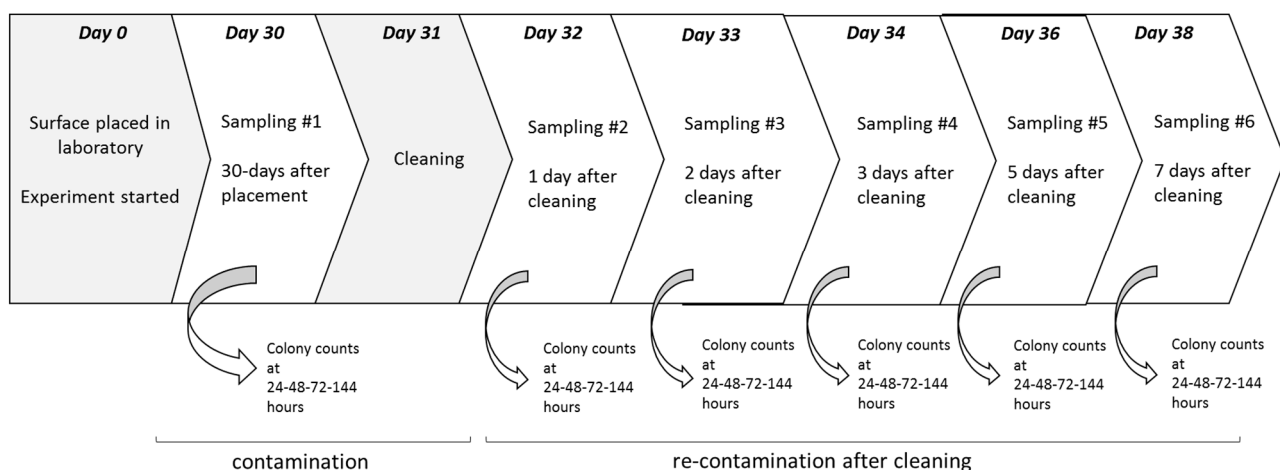 Day 0
Surface placed in
laboratory
Experiment started
Day 30
Sampling #1
30-days after
placement
Day 31
Cleaning
Day 32
Sampling #2
1 day after
cleaning
Day 33
Sampling #3
2 days after
cleaning
Day 34
Sampling #4
3 days after
cleaning
Day 36
Sampling #5
5 days after
cleaning
Day 38
Sampling #6
7 days after
cleaning
Colony counts
at
24-48-72-144
hours
Colony counts
at
24-48-72-144
hours
Colony counts
at
24-48-72-144
hours
Colony counts
at
24-48-72-144
hours
Colony counts
at
24-48-72-144
hours
Colony counts
at
24-48-72-144
hours
contamination
re-contamination after cleaning